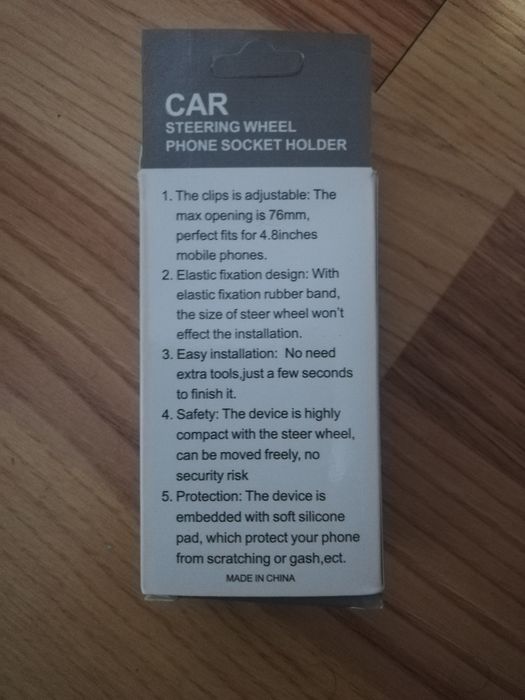 CAR
STEERING WHEEL
PHONE SOCKET HOLDER
1. The clips is adjustable: The
max opening is 76mm,
perfect fits for 4.8inches
mobile phones.
2. Elastic fixation design: With
elastic fixation rubber band,
the size of steer wheel won't
effect the installation.
3. Easy installation: No need
extra tools,just a few seconds
to finish it.
4. Safety: The device is highly
compact with the steer wheel,
can be moved freely, no
security risk
5. Protection: The device is
embedded with soft silicone
pad, which protect your phone
from scratching or gash,ect.
MADE IN CHINA